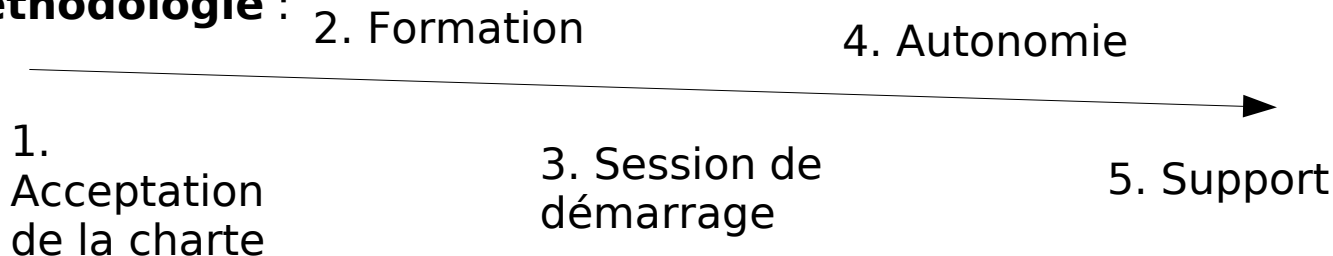 éthodologie :
2. Formation
4. Autonomie
1.
Acceptation
de la charte
3. Session de
démarrage
5. Support